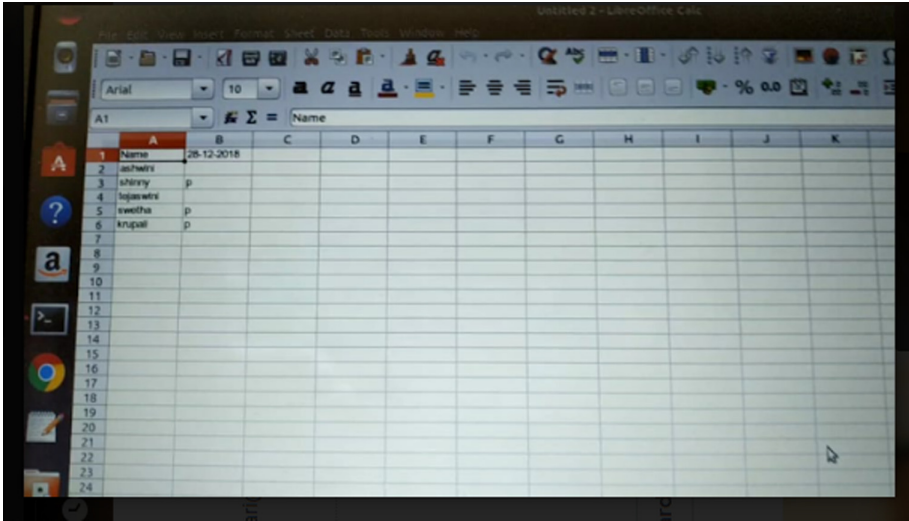 Untitled 2 - LibreOffice Calc
File Edit View Insert Format Sheet Data Tools Window Help
Arial 10 a a a a % 0.0
A1 Σ = Name
A B C D E F G H I J K
1 Name 28-12-2018
2 ashwini
3 shinny p
4 tejaswini
5 swetha p
6 krupali p
7
8
9
10
11
12
13
14
15
16
17
18
19
20
21
22
23
24